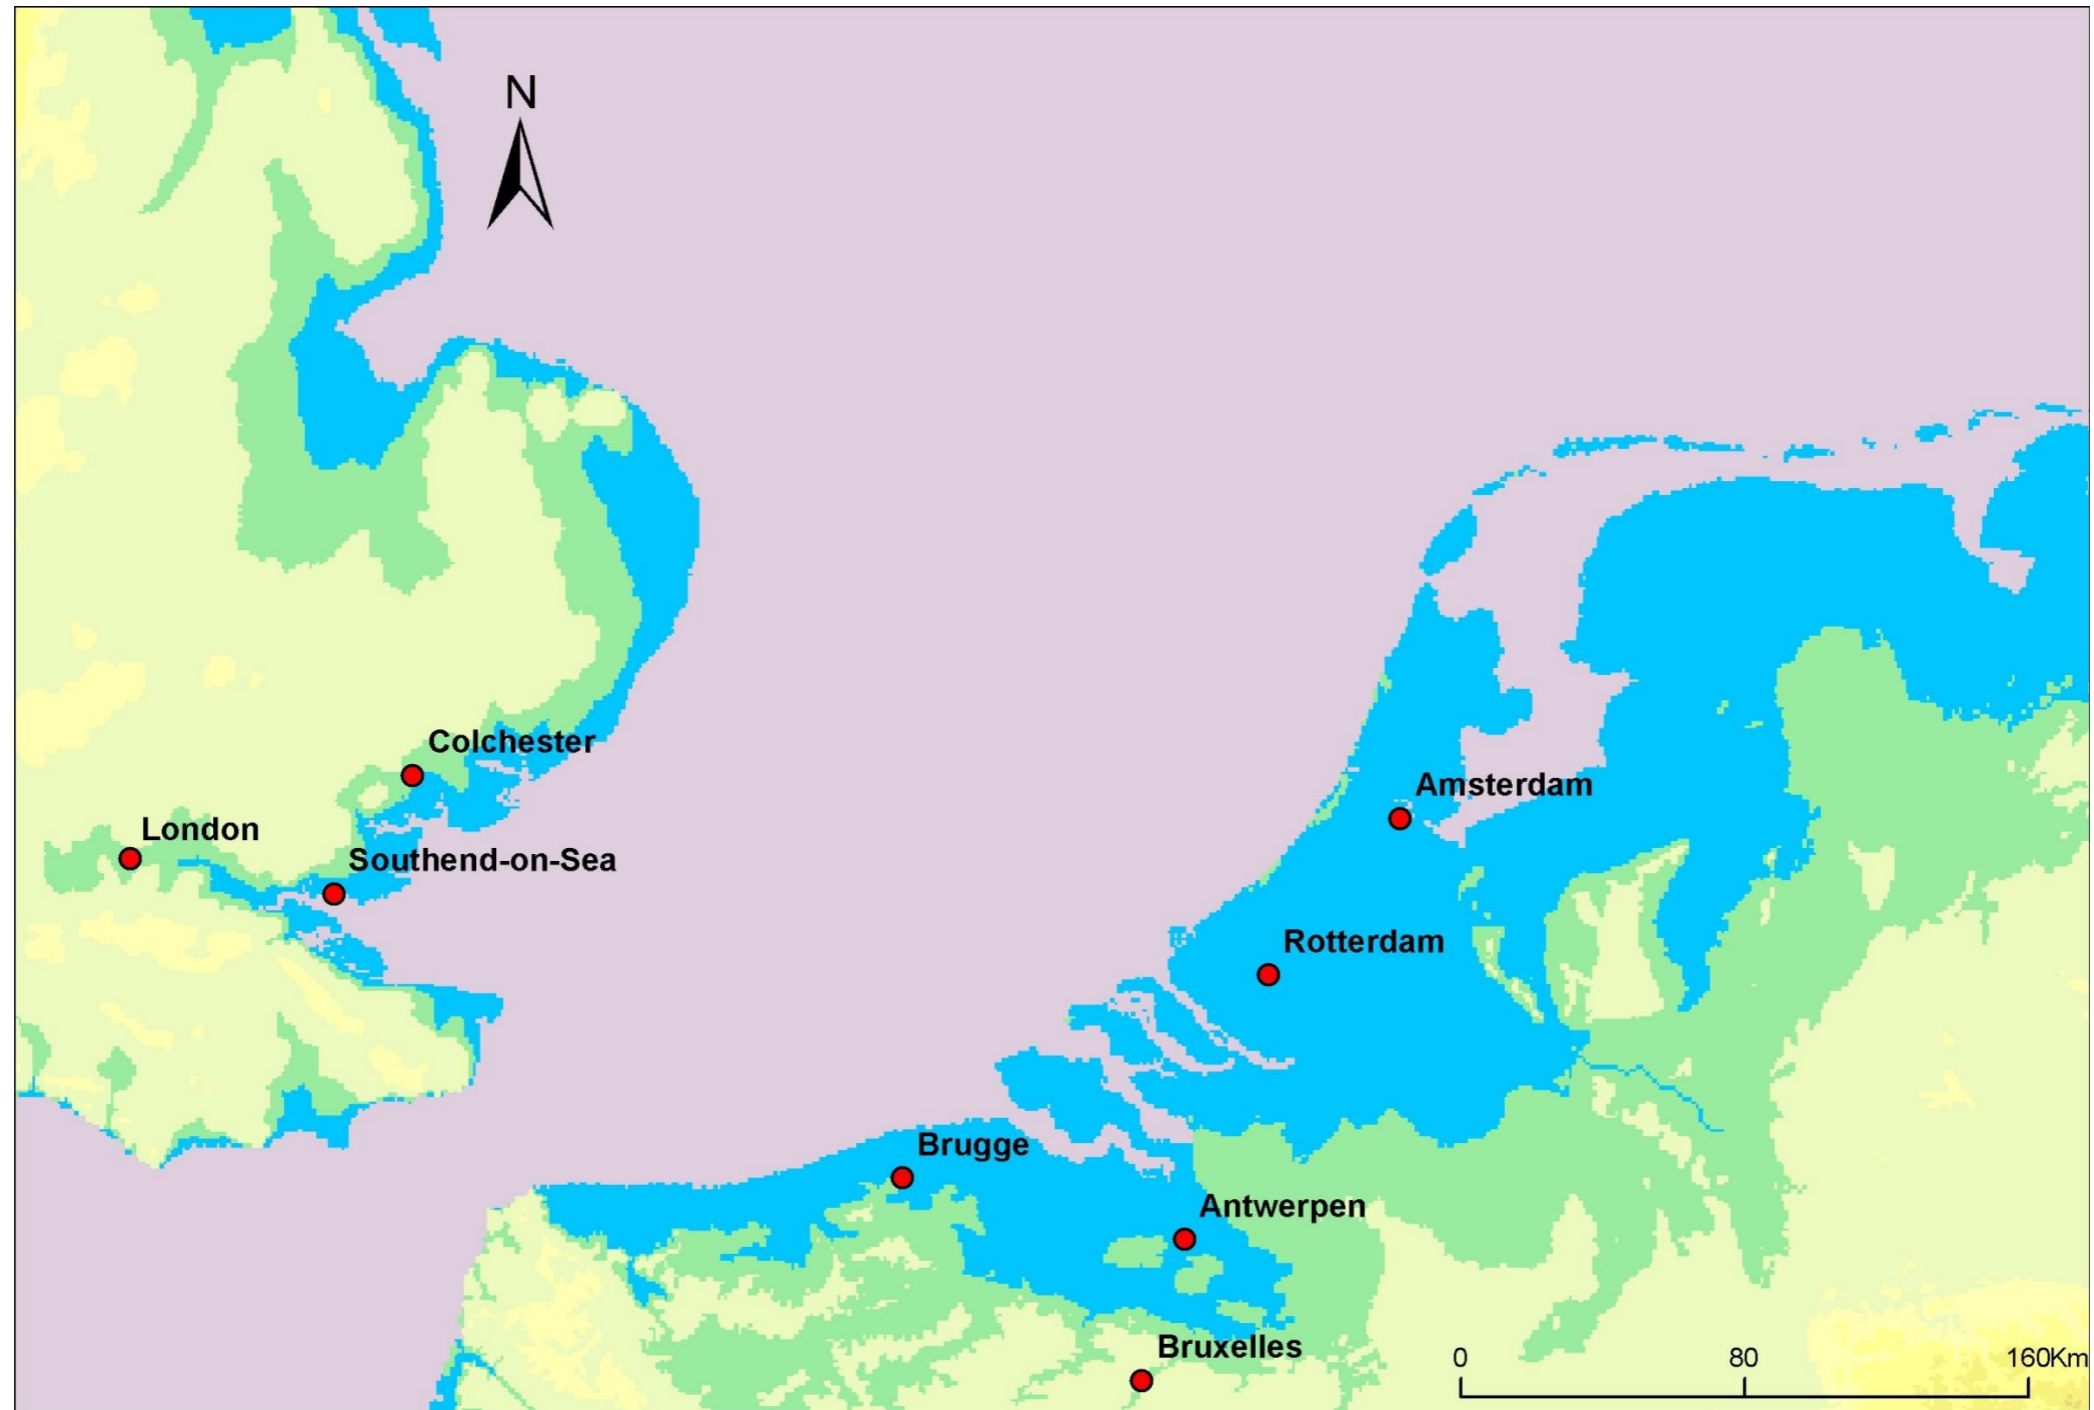 N
Colchester
Amsterdam
London
Southend-on-Sea
Rotterdam
Brugge
Antwerpen
Bruxelles
0 80 160Km